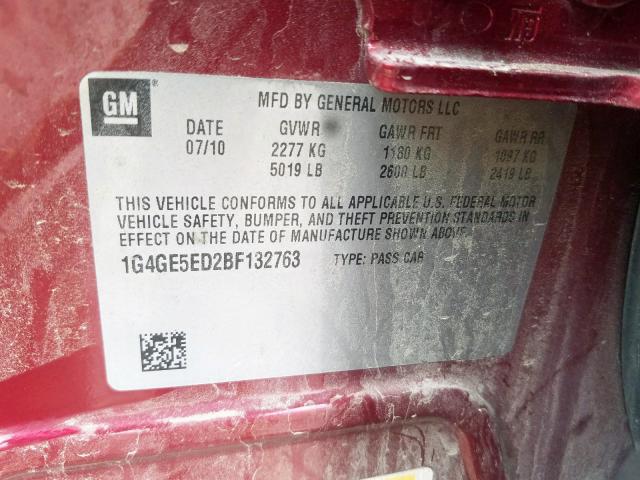 GM
MFD BY GENERAL MOTORS LLC
DATE GVWR GAWR FRT GAWR RR
07/10 2277 KG 1180 KG 1097 KG
5019 LB 2600 LB 2419 LB
THIS VEHICLE CONFORMS TO ALL APPLICABLE U.S. FEDERAL MOTOR
VEHICLE SAFETY, BUMPER, AND THEFT PREVENTION STANDARDS IN
EFFECT ON THE DATE OF MANUFACTURE SHOWN ABOVE.
1G4GE5ED2BF132763 TYPE: PASS CAR